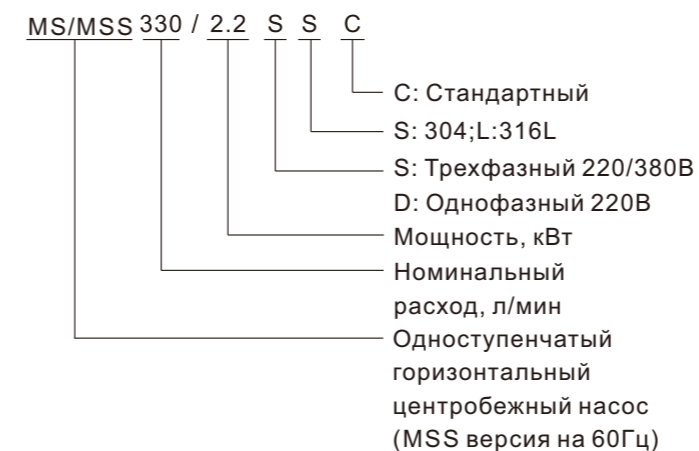 MS/MSS 330 / 2.2 S S C
C: Стандартный
S: 304;L:316L
S: Трехфазный 220/380В
D: Однофазный 220В
Мощность, кВт
Номинальный
расход, л/мин
Одноступенчатый
горизонтальный
центробежный насос
(MSS версия на 60Гц)